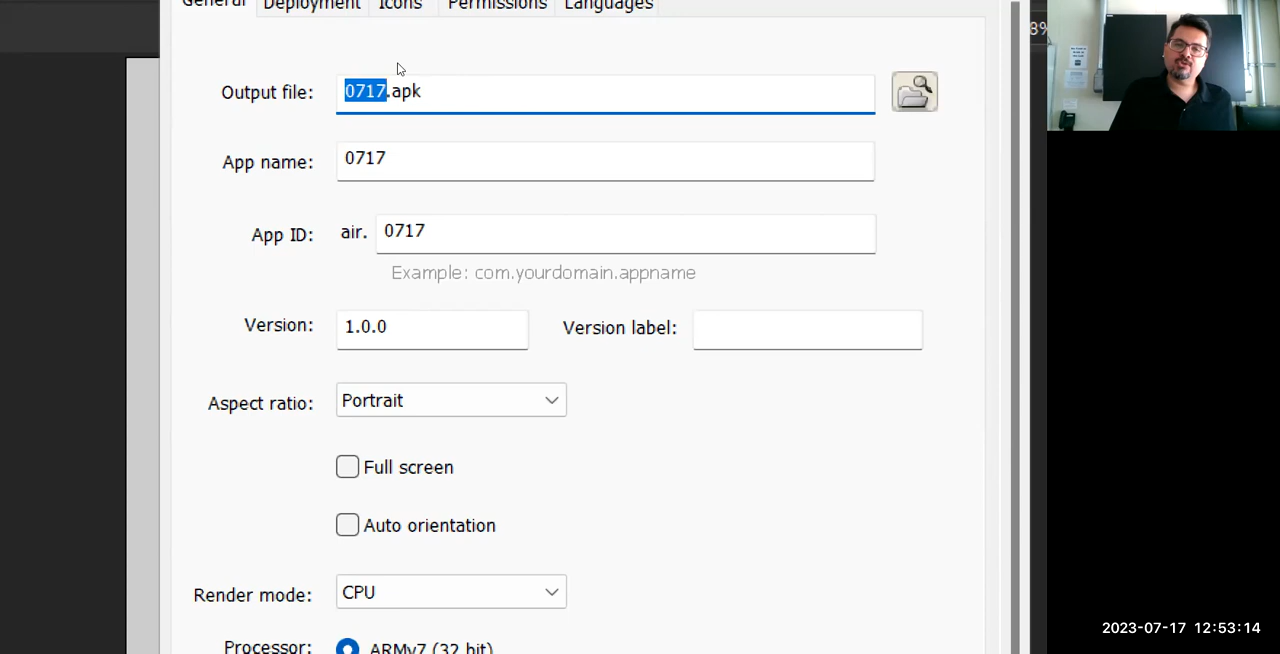 General Deployment Icons Permissions Languages
8%
Output file: 0717.apk
App name: 0717
App ID: air. 0717
Example: com.yourdomain.appname
Version: 1.0.0 Version label:
Aspect ratio: Portrait
Full screen
Auto orientation
Render mode: CPU
Processor: ARMv7 (32 bit)
2023-07-17 12:53:14